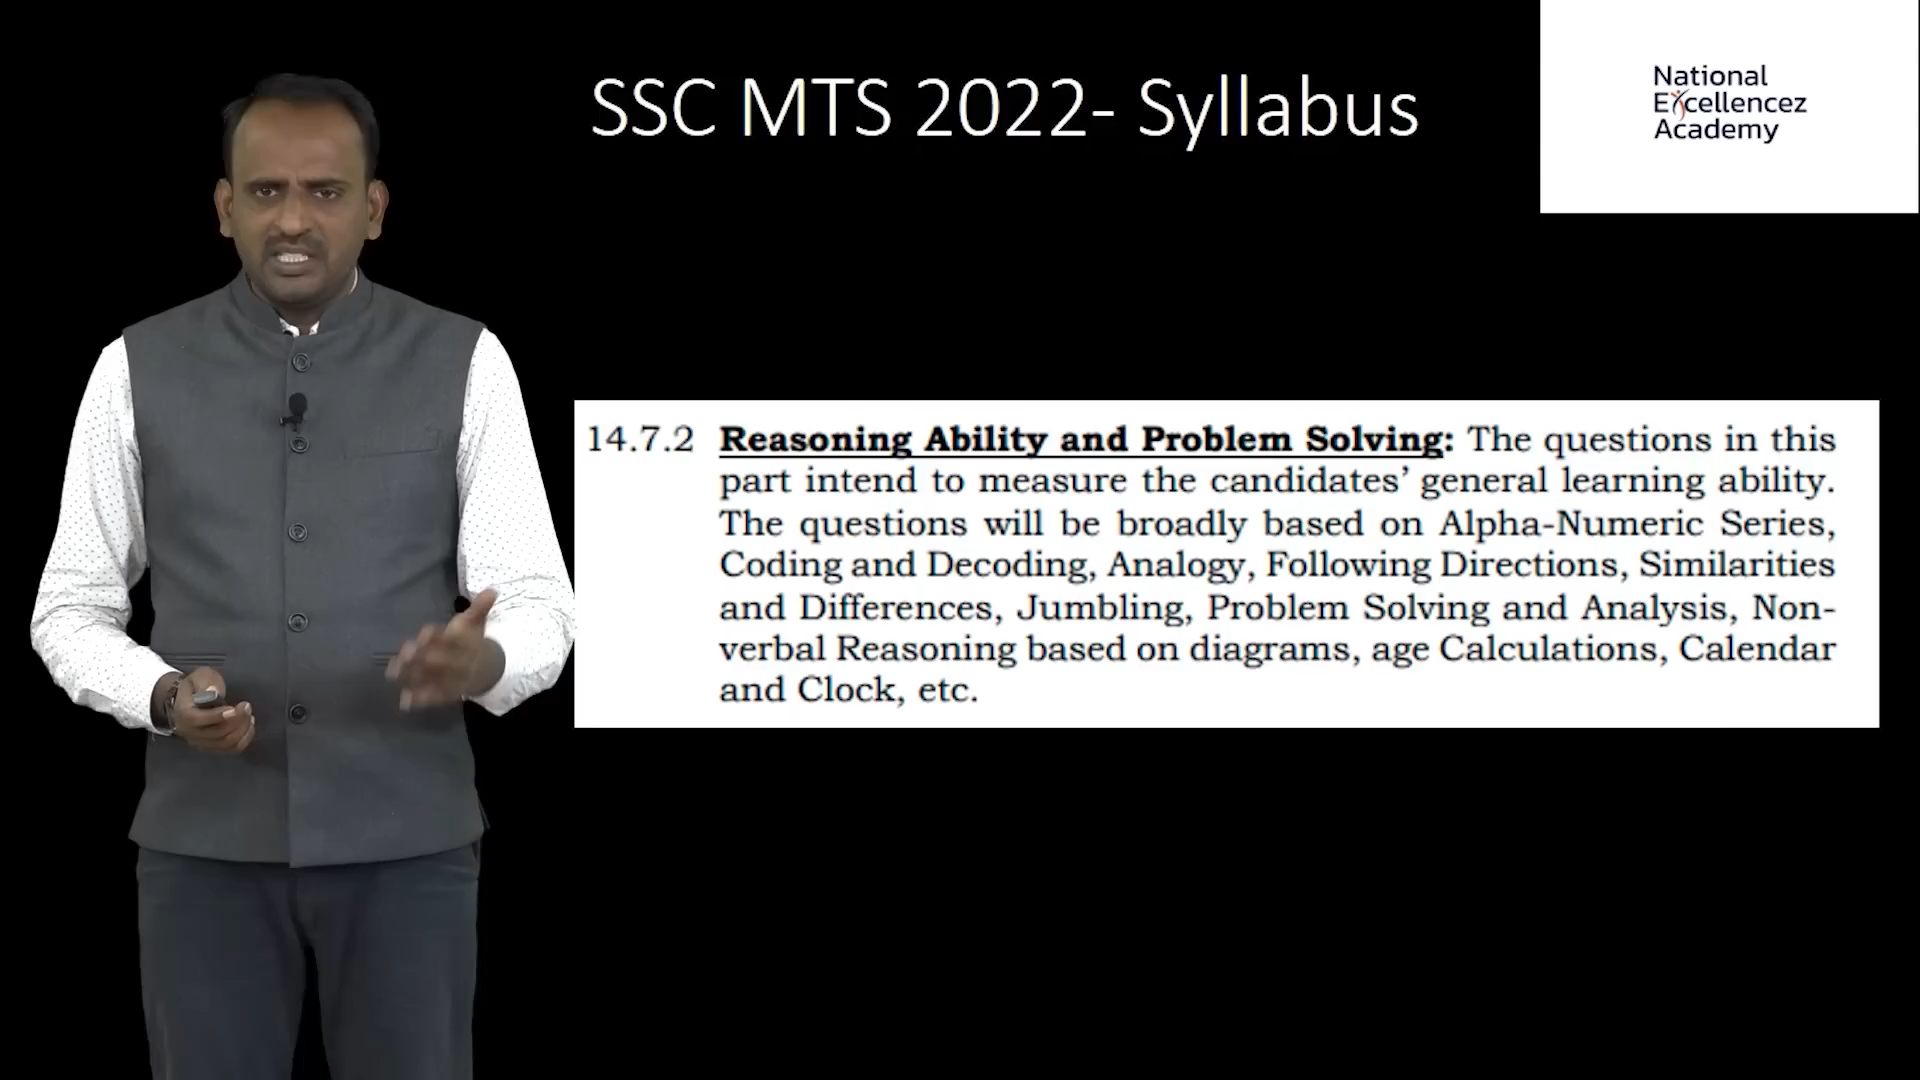 SSC MTS 2022- Syllabus
National
Excellencez
Academy
14.7.2 Reasoning Ability and Problem Solving: The questions in this
part intend to measure the candidates’ general learning ability.
The questions will be broadly based on Alpha-Numeric Series,
Coding and Decoding, Analogy, Following Directions, Similarities
and Differences, Jumbling, Problem Solving and Analysis, Non-
verbal Reasoning based on diagrams, age Calculations, Calendar
and Clock, etc.